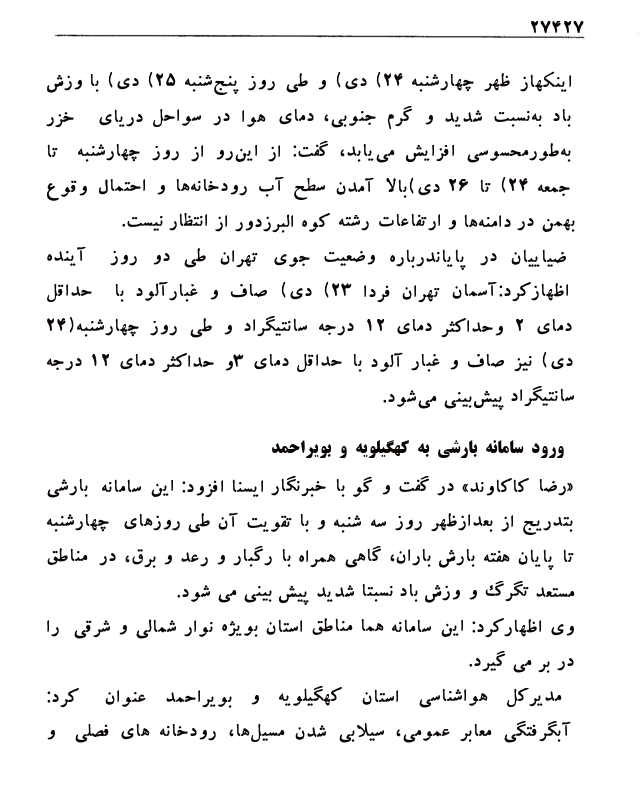 ۲۷۴۲۷
اینکهاز ظهر چهارشنبه ۲۴) دی) و طی روز پنج‌شنبه ۲۵) دی) با وزش
باد به‌نسبت شدید و گرم جنوبی، دمای هوا در سواحل دریای خزر
به‌طورمحسوسی افزایش می‌یابد، گفت: از این‌رو از روز چهارشنبه تا
جمعه ۲۴) تا ۲۶ دی)بالا آمدن سطح آب رودخانه‌ها و احتمال وقوع
بهمن در دامنه‌ها و ارتفاعات رشته کوه البرزدور از انتظار نیست.
ضیاییان در پایاندرباره وضعیت جوی تهران طی دو روز آینده
اظهارکرد:آسمان تهران فردا ۲۳) دی) صاف و غبارآلود با حداقل
دمای ۲ وحداکثر دمای ۱۲ درجه سانتیگراد و طی روز چهارشنبه(۲۴
دی) نیز صاف و غبار آلود با حداقل دمای ۳و حداکثر دمای ۱۲ درجه
سانتیگراد پیش‌بینی می‌شود.
ورود سامانه بارشی به کهگیلویه و بویراحمد
«رضا کاکاوند» در گفت و گو با خبرنگار ایسنا افزود: این سامانه بارشی
بتدریج از بعدازظهر روز سه شنبه و با تقویت آن طی روزهای چهارشنبه
تا پایان هفته بارش باران، گاهی همراه با رگبار و رعد و برق، در مناطق
مستعد تگرگ و وزش باد نسبتا شدید پیش بینی می شود.
وی اظهارکرد: این سامانه هما مناطق استان بویژه نوار شمالی و شرقی را
در بر می گیرد.
مدیرکل هواشناسی استان کهگیلویه و بویراحمد عنوان کرد:
آبگرفتگی معابر عمومی، سیلابی شدن مسیل‌ها، رودخانه های فصلی و